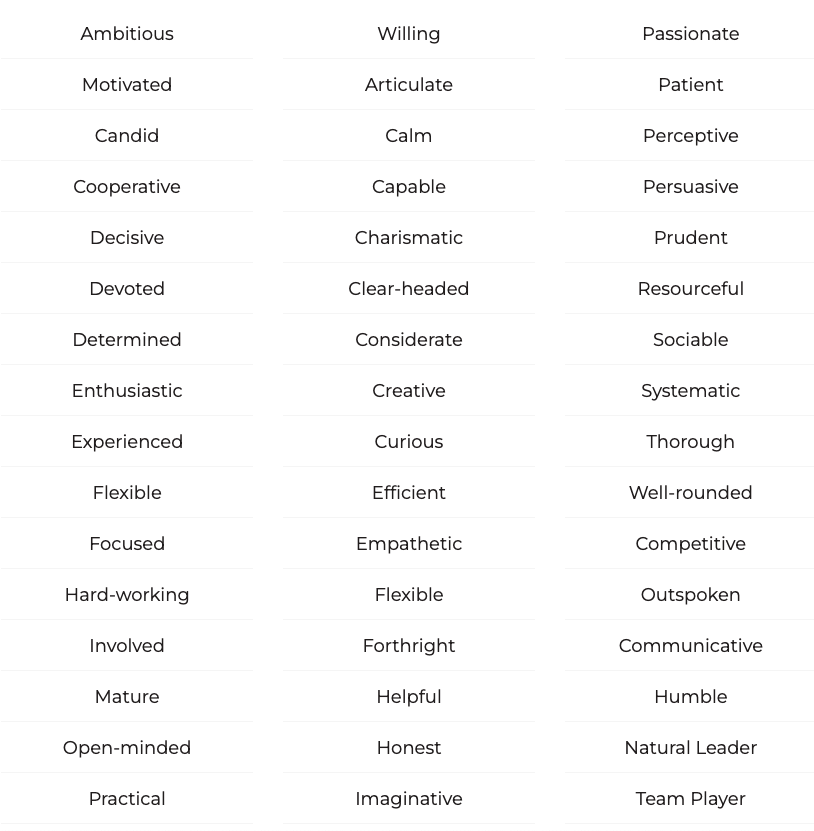 Ambitious Willing Passionate
Motivated Articulate Patient
Candid Calm Perceptive
Cooperative Capable Persuasive
Decisive Charismatic Prudent
Devoted Clear-headed Resourceful
Determined Considerate Sociable
Enthusiastic Creative Systematic
Experienced Curious Thorough
Flexible Efficient Well-rounded
Focused Empathetic Competitive
Hard-working Flexible Outspoken
Involved Forthright Communicative
Mature Helpful Humble
Open-minded Honest Natural Leader
Practical Imaginative Team Player